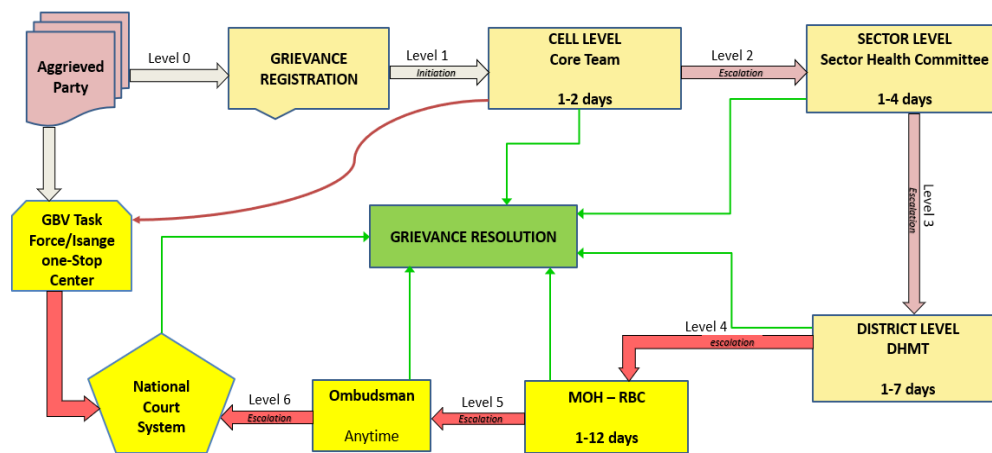 Aggrieved
Party
Level 0
GRIEVANCE
REGISTRATION
Level 1
Initiation
CELL LEVEL
Core Team
1-2 days
Level 2
Escalation
SECTOR LEVEL
Sector Health Committee
1-4 days
Level 3
Escalation
GBV Task
Force/Isange
one-Stop
Center
GRIEVANCE RESOLUTION
DISTRICT LEVEL
DHMT
1-7 days
Level 4
escalation
MOH – RBC
1-12 days
Level 5
Escalation
Ombudsman
Anytime
Level 6
Escalation
National
Court
System